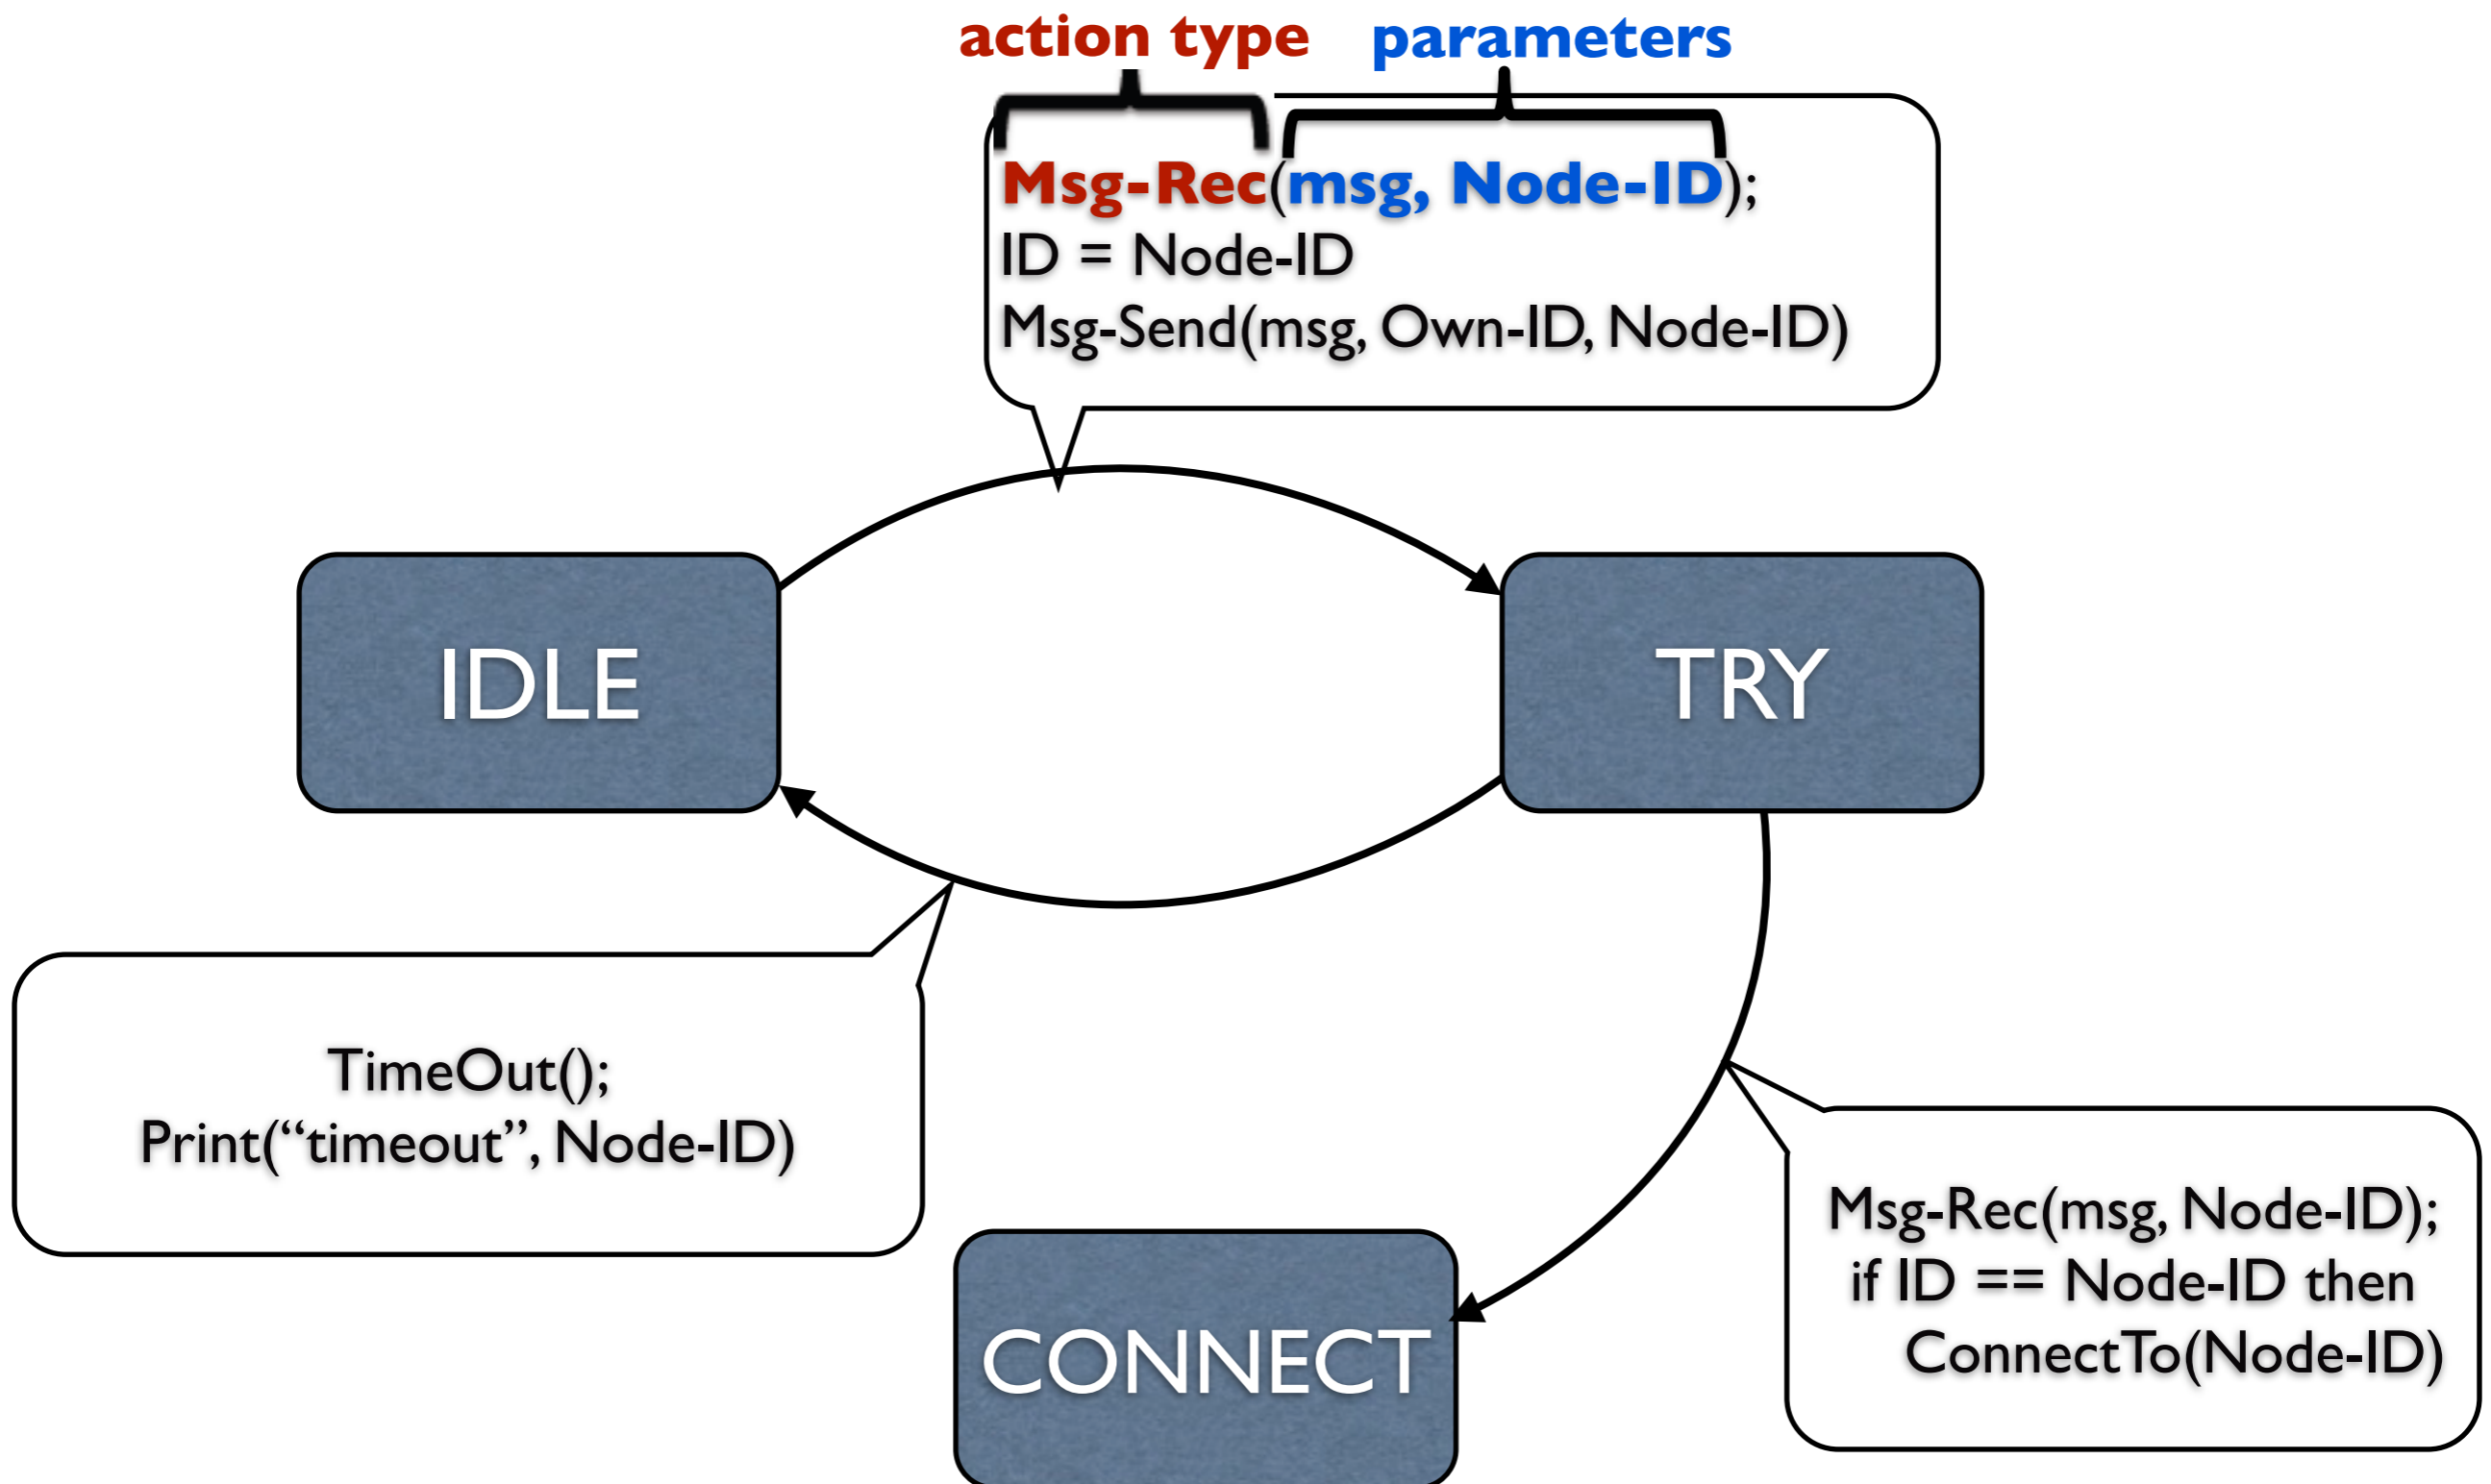 action type parameters
Msg-Rec(msg, Node-ID);
ID = Node-ID
Msg-Send(msg, Own-ID, Node-ID)
IDLE
TRY
TimeOut();
Print(“timeout”, Node-ID)
Msg-Rec(msg, Node-ID);
if ID == Node-ID then
ConnectTo(Node-ID)
CONNECT